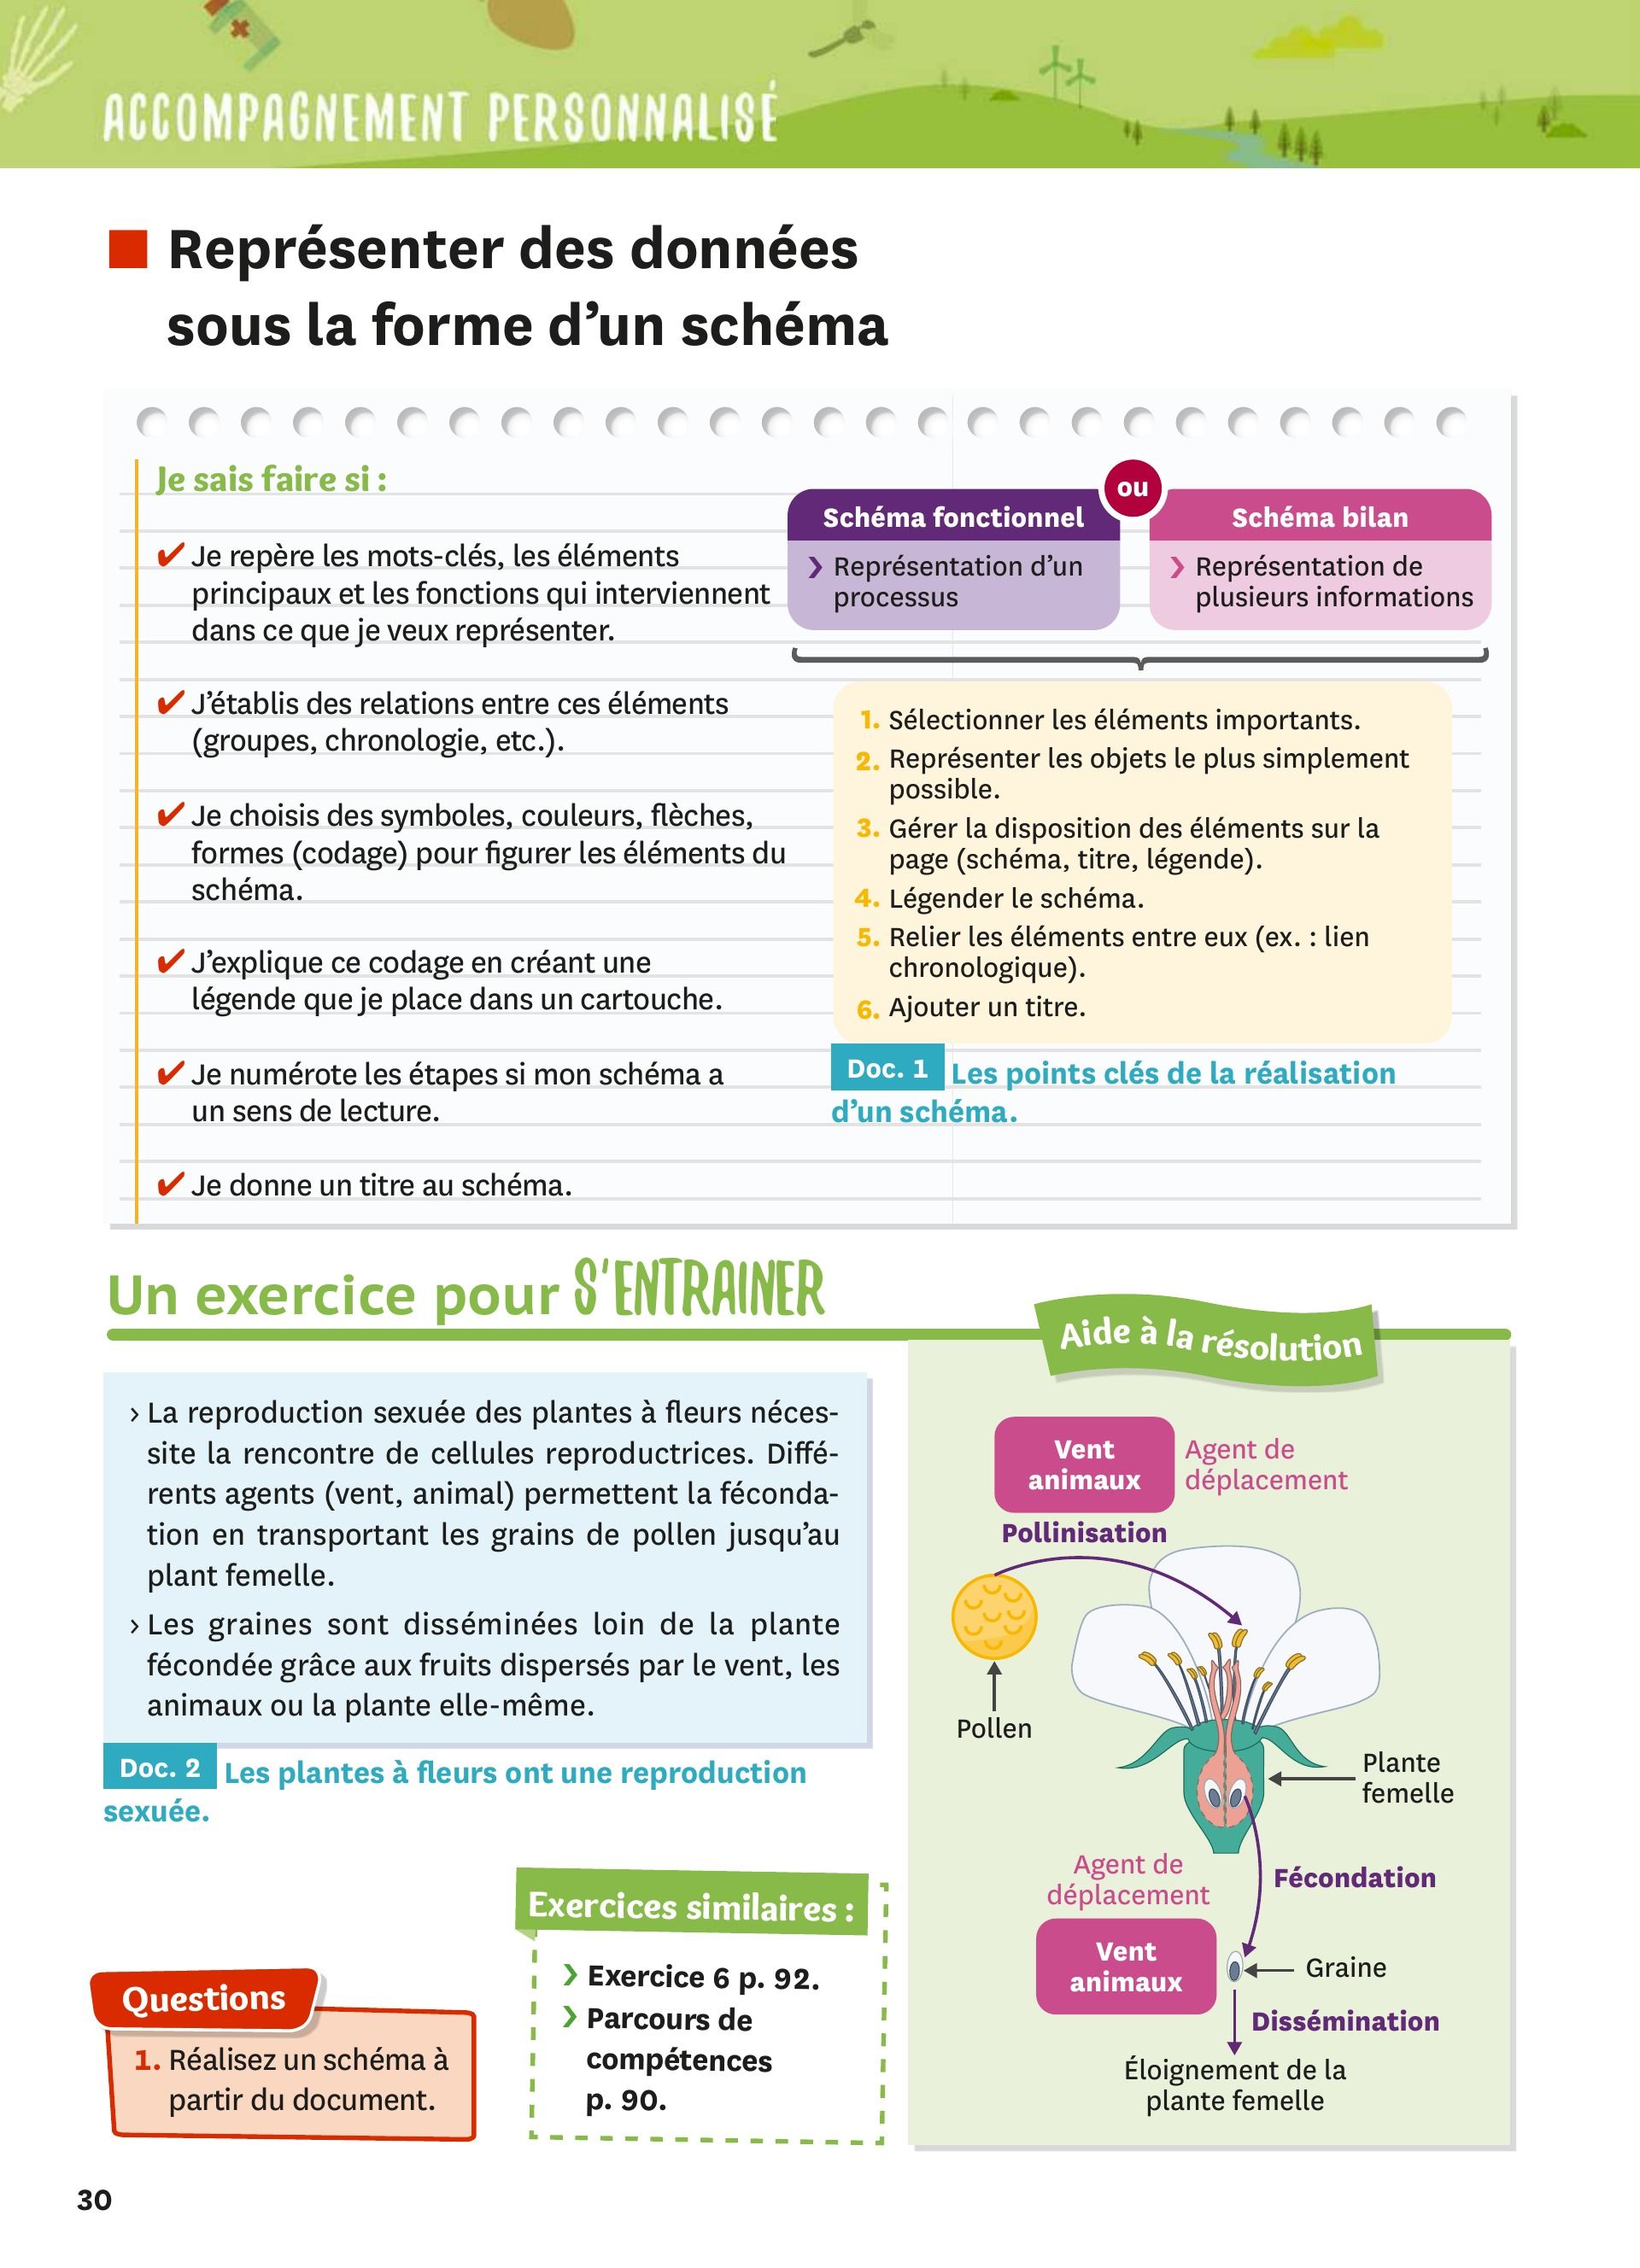 ACCOMPAGNEMENT PERSONNALISÉ
Représenter des données
sous la forme d'un schéma
Je sais faire si :
✔ Je repère les mots-clés, les éléments
principaux et les fonctions qui interviennent
dans ce que je veux représenter.
✔ J'établis des relations entre ces éléments
(groupes, chronologie, etc.).
✔ Je choisis des symboles, couleurs, flèches,
formes (codage) pour figurer les éléments du
schéma.
✔ J'explique ce codage en créant une
légende que je place dans un cartouche.
✔ Je numérote les étapes si mon schéma a
un sens de lecture.
✔ Je donne un titre au schéma.
Schéma fonctionnel
❯ Représentation d'un
processus
ou
Schéma bilan
❯ Représentation de
plusieurs informations
1. Sélectionner les éléments importants.
2. Représenter les objets le plus simplement
possible.
3. Gérer la disposition des éléments sur la
page (schéma, titre, légende).
4. Légender le schéma.
5. Relier les éléments entre eux (ex. : lien
chronologique).
6. Ajouter un titre.
Doc. 1 Les points clés de la réalisation
d'un schéma.
Un exercice pour S'ENTRAINER
› La reproduction sexuée des plantes à fleurs néces-
site la rencontre de cellules reproductrices. Diffé-
rents agents (vent, animal) permettent la féconda-
tion en transportant les grains de pollen jusqu'au
plant femelle.
› Les graines sont disséminées loin de la plante
fécondée grâce aux fruits dispersés par le vent, les
animaux ou la plante elle-même.
Doc. 2 Les plantes à fleurs ont une reproduction
sexuée.
Questions
1. Réalisez un schéma à
partir du document.
Exercices similaires :
❯ Exercice 6 p. 92.
❯ Parcours de
compétences
p. 90.
Aide à la résolution
Vent
animaux
Agent de
déplacement
Pollinisation
Pollen
Plante
femelle
Agent de
déplacement
Fécondation
Vent
animaux
Graine
Dissémination
Éloignement de la
plante femelle
30